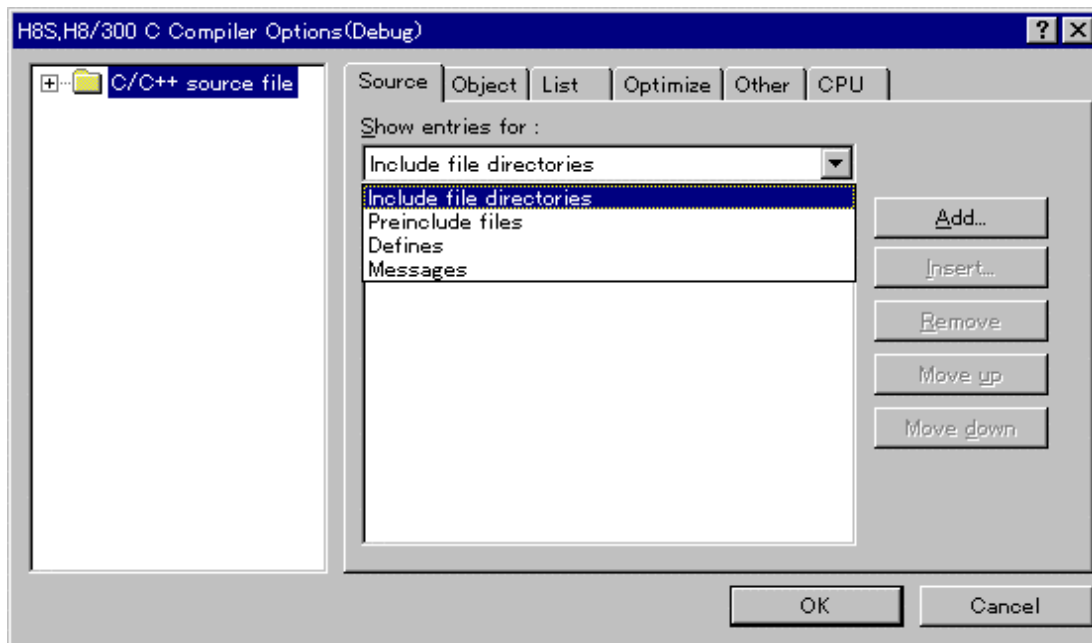 H8S,H8/300 C Compiler Options(Debug)
C/C++ source file
Source Object List Optimize Other CPU
Show entries for :
Include file directories
Include file directories
Preinclude files
Defines
Messages
Add...
Insert...
Remove
Move up
Move down
OK Cancel